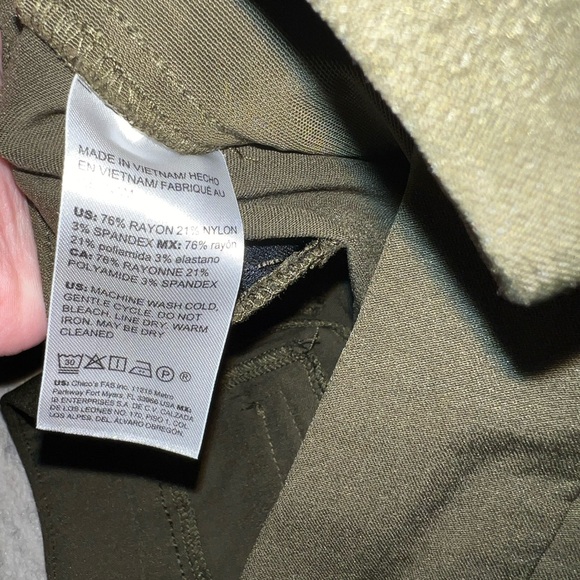 MADE IN VIETNAM/ HECHO
EN VIETNAM/ FABRIQUÉ AU
US: 76% RAYON 21% NYLON
3% SPANDEX MX: 76% rayón
21% poliamida 3% elastano
CA: 76% RAYONNE 21%
POLYAMIDE 3% SPANDEX
US: MACHINE WASH COLD,
GENTLE CYCLE. DO NOT
BLEACH. LINE DRY. WARM
IRON. MAY BE DRY
CLEANED
30 P
US: Chico's FAS Inc. 11215 Metro
Parkway Fort Myers, FL 33966 USA MX:
ENTERPRISES S.A. DE C.V. CALZADA
DE LOS LEONES NO. 170, PISO 1, COL
LOS ALPES, DEL. ÁLVARO OBREGÓN,